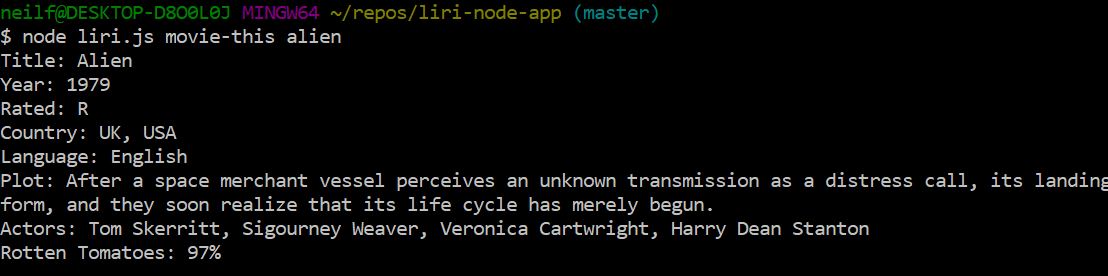 neilf@DESKTOP-D8O0L0J MINGW64 ~/repos/liri-node-app (master)
$ node liri.js movie-this alien
Title: Alien
Year: 1979
Rated: R
Country: UK, USA
Language: English
Plot: After a space merchant vessel perceives an unknown transmission as a distress call, its landing
form, and they soon realize that its life cycle has merely begun.
Actors: Tom Skerritt, Sigourney Weaver, Veronica Cartwright, Harry Dean Stanton
Rotten Tomatoes: 97%